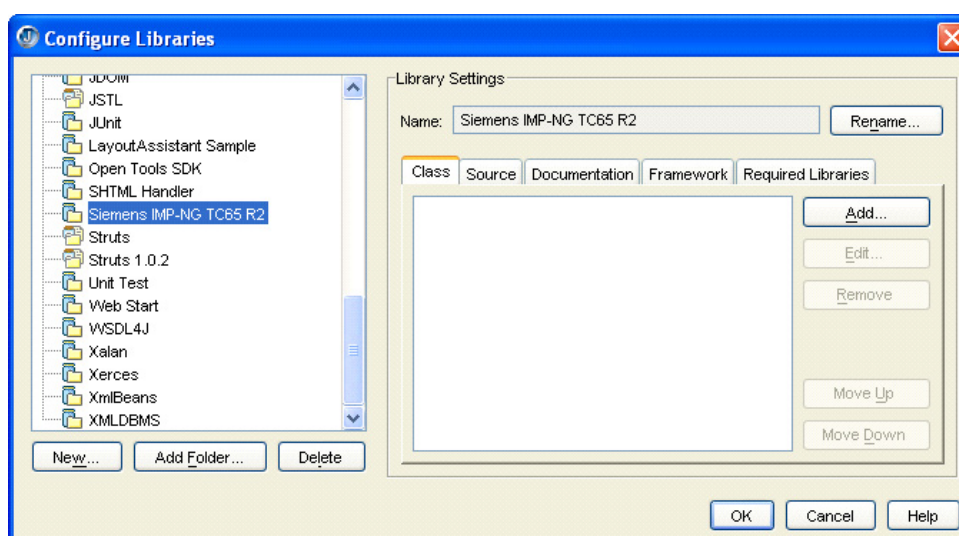 Configure Libraries
JDOM
JSTL
JUnit
LayoutAssistant Sample
Open Tools SDK
SHTML Handler
Siemens IMP-NG TC65 R2
Struts
Struts 1.0.2
Unit Test
Web Start
WSDL4J
Xalan
Xerces
XmlBeans
XMLDBMS
New...
Add Folder...
Delete
Library Settings
Name: Siemens IMP-NG TC65 R2 Rename...
Class Source Documentation Framework Required Libraries
Add...
Edit...
Remove
Move Up
Move Down
OK Cancel Help